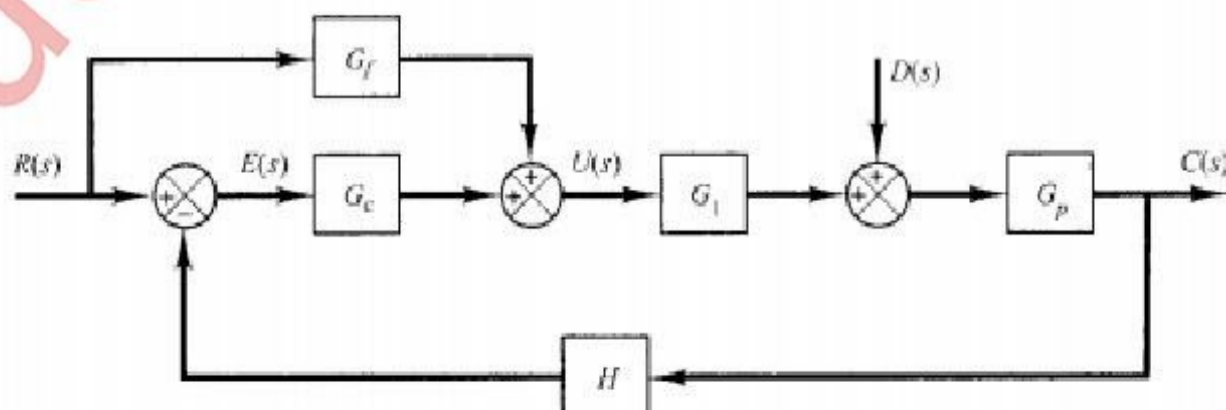 G_f
D(s)
R(s)
+
−
E(s)
G_c
+
+
U(s)
G_1
+
+
G_p
C(s)
H